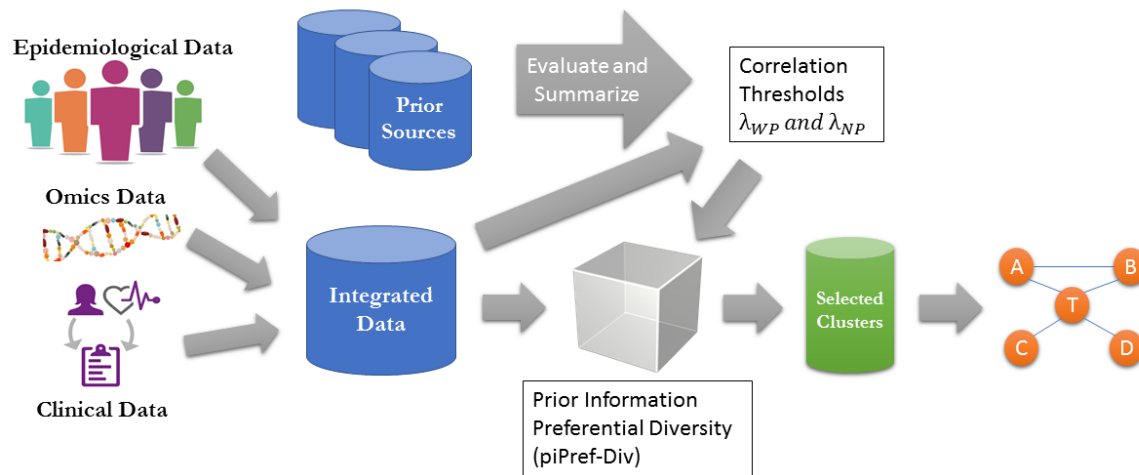 Epidemiological Data
Prior
Sources
Evaluate and
Summarize
Correlation
Thresholds
λ_WP and λ_NP
Omics Data
Integrated
Data
Selected
Clusters
A
B
T
C
D
Clinical Data
Prior Information
Preferential Diversity
(piPref-Div)